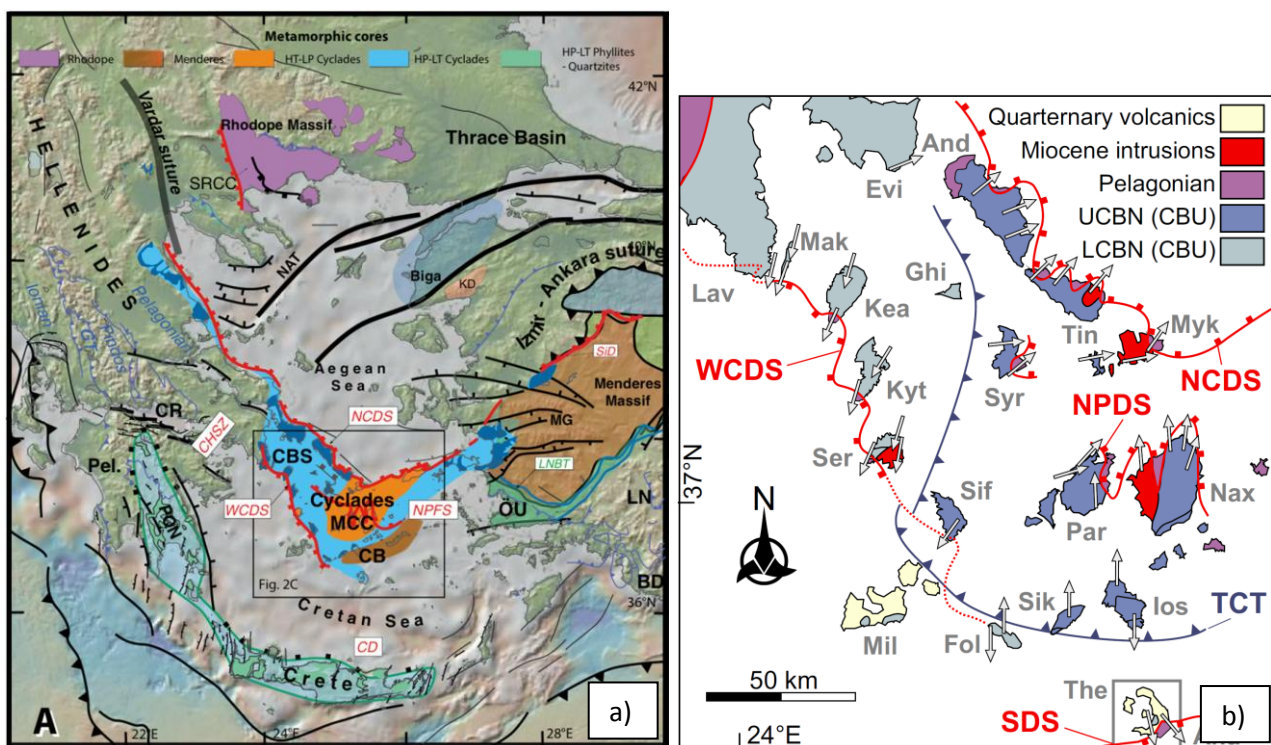 Metamorphic cores
Rhodope
Menderes
HT-LP Cyclades
HP-LT Cyclades
HP-LT Phyllites
- Quartzites
42°N
HELLENIDES
Vardar suture
Rhodope Massif
Thrace Basin
SRCC
NAT
Biga
KD
Izmir - Ankara suture
Pelagonian
Ionian
GT
Pindos
Aegean
Sea
SiD
Menderes
Massif
MG
NCDS
CR
CHSZ
CBS
LNBT
Pel.
PQN
WCDS
Cyclades
MCC
NPFS
ÖU
LN
CB
Fig. 2C
BD
36°N
Cretan Sea
CD
Crete
A
22°E
24°E
28°E
a)
Quarternary volcanics
Miocene intrusions
Pelagonian
UCBN (CBU)
LCBN (CBU)
And
Evi
Mak
Ghi
Lav
Kea
Tin
Myk
WCDS
Kyt
Syr
NCDS
NPDS
37°N
Ser
N
Sif
Par
Nax
Sik
Ios
TCT
Mil
Fol
50 km
The
SDS
24°E
b)